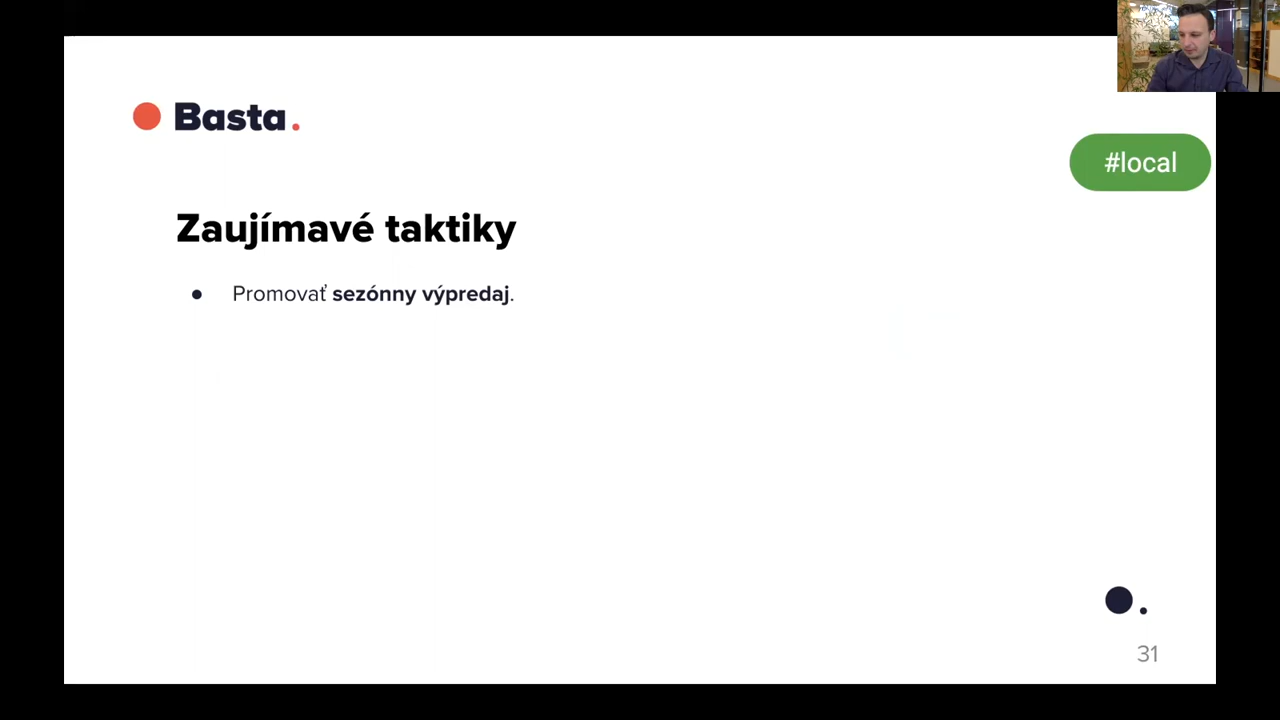 Basta.
#local
Zaujímavé taktiky
● Promovať sezónny výpredaj.
31